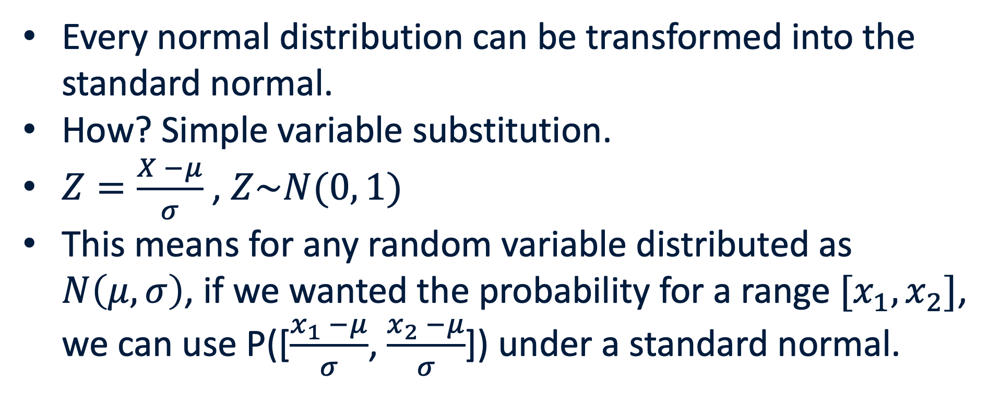 • Every normal distribution can be transformed into the
standard normal.
• How? Simple variable substitution.
• $Z = \frac{X - \mu}{\sigma}, Z \sim N(0, 1)$
• This means for any random variable distributed as
$N(\mu, \sigma)$, if we wanted the probability for a range $[x_1, x_2]$,
we can use P([$\frac{x_1 - \mu}{\sigma}, \frac{x_2 - \mu}{\sigma}$]) under a standard normal.